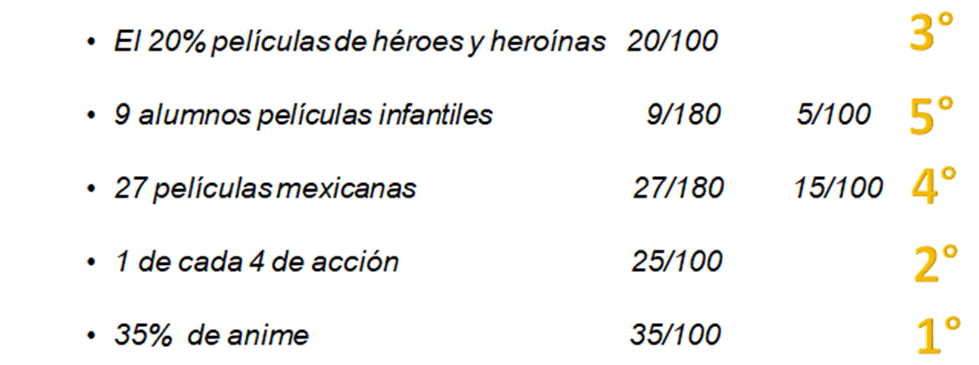 • El 20% películas de héroes y heroínas 20/100 3°
• 9 alumnos películas infantiles 9/180 5/100 5°
• 27 películas mexicanas 27/180 15/100 4°
• 1 de cada 4 de acción 25/100 2°
• 35% de anime 35/100 1°